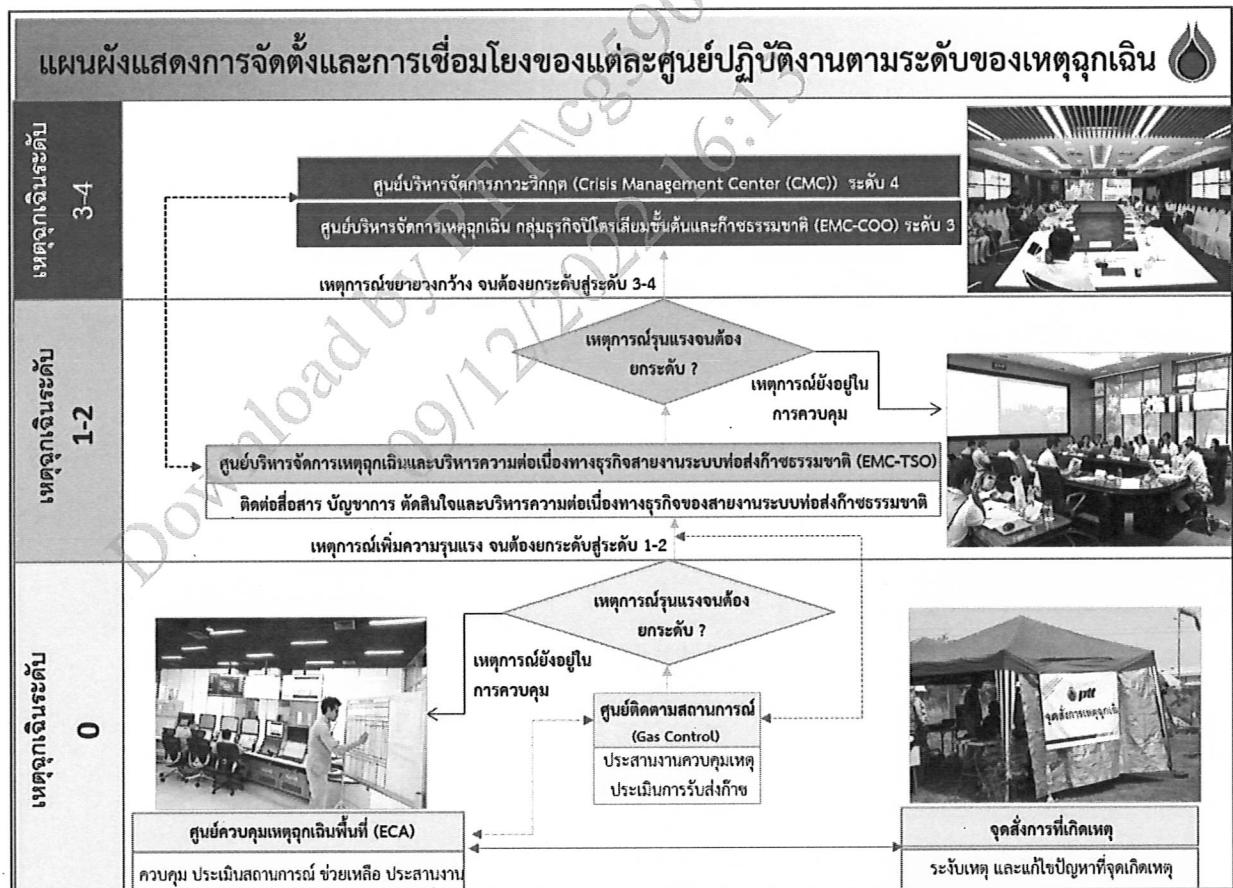 แผนผังแสดงการจัดตั้งและการเชื่อมโยงของแต่ละศูนย์ปฏิบัติงานตามระดับของเหตุฉุกเฉิน
เหตุฉุกเฉินระดับ
3-4
ศูนย์บริหารจัดการภาวะวิกฤต (Crisis Management Center (CMC)) ระดับ 4
ศูนย์บริหารจัดการเหตุฉุกเฉิน กลุ่มธุรกิจปิโตรเลียมขั้นต้นและก๊าซธรรมชาติ (EMC-COO) ระดับ 3
เหตุการณ์ขยายวงกว้าง จนต้องยกระดับสู่ระดับ 3-4
เหตุฉุกเฉินระดับ
1-2
เหตุการณ์รุนแรงจนต้อง
ยกระดับ ?
เหตุการณ์ยังอยู่ใน
การควบคุม
ศูนย์บริหารจัดการเหตุฉุกเฉินและบริหารความต่อเนื่องทางธุรกิจสายงานระบบท่อส่งก๊าซธรรมชาติ (EMC-TSO)
ติดต่อสื่อสาร บัญชาการ ตัดสินใจและบริหารความต่อเนื่องทางธุรกิจของสายงานระบบท่อส่งก๊าซธรรมชาติ
เหตุการณ์เพิ่มความรุนแรง จนต้องยกระดับสู่ระดับ 1-2
เหตุฉุกเฉินระดับ
0
เหตุการณ์รุนแรงจนต้อง
ยกระดับ ?
เหตุการณ์ยังอยู่ใน
การควบคุม
ศูนย์ติดตามสถานการณ์
(Gas Control)
ประสานงานควบคุมเหตุ
ประเมินการรับส่งก๊าซ
ptt
จุดสั่งการเหตุฉุกเฉิน
ศูนย์ควบคุมเหตุฉุกเฉินพื้นที่ (ECA)
ควบคุม ประเมินสถานการณ์ ช่วยเหลือ ประสานงาน
จุดสั่งการที่เกิดเหตุ
ระงับเหตุ และแก้ไขปัญหาที่จุดเกิดเหตุ
Download by PTT\cg590
09/12/2022 16:15